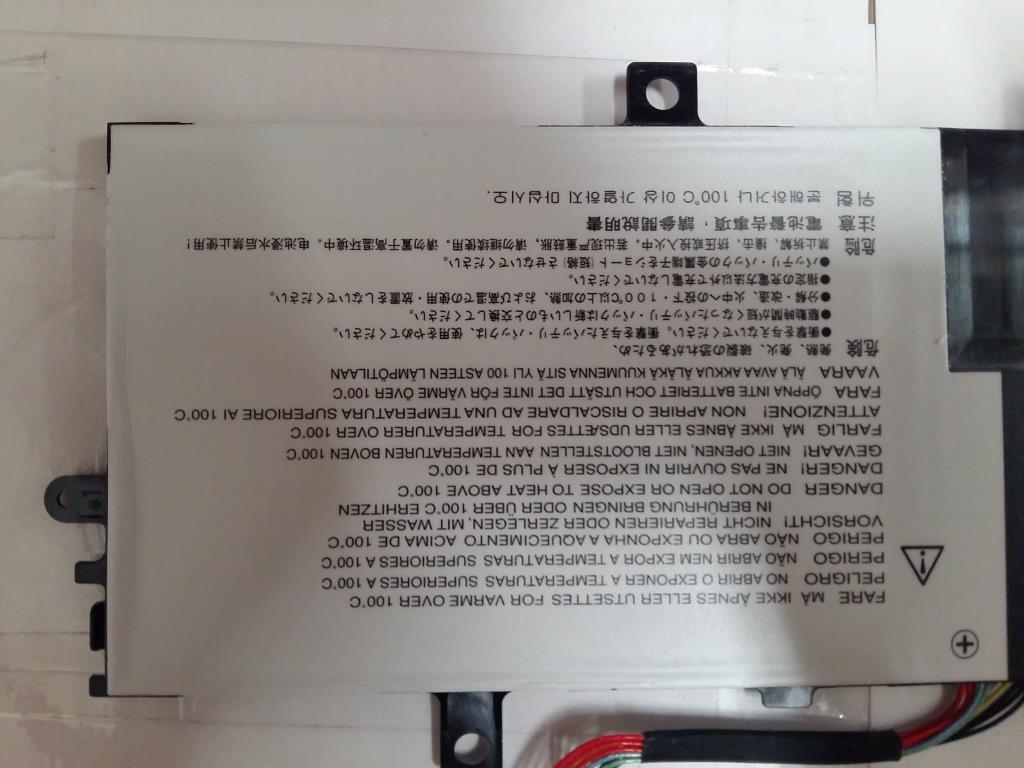 FARE MÅ IKKE ÅPNES ELLER UTSETTES FOR VARME OVER 100°C
PELIGRO NO ABRIR O EXPONER A TEMPERATURAS SUPERIORES A 100°C
PERIGO NÃO ABRIR NEM EXPOR A TEMPERATURAS SUPERIORES A 100°C
PERIGO NÃO ABRA OU EXPONHA A AQUECIMENTO ACIMA DE 100°C
VORSICHT! NICHT REPARIEREN ODER ZERLEGEN, MIT WASSER
IN BERÜHRUNG BRINGEN ODER ÜBER 100°C ERHITZEN
DANGER DO NOT OPEN OR EXPOSE TO HEAT ABOVE 100°C
DANGER! NE PAS OUVRIR NI EXPOSER À PLUS DE 100°C
GEVAAR! NIET OPENEN, NIET BLOOTSTELLEN AAN TEMPERATUREN BOVEN 100°C
FARLIG MÅ IKKE ÅBNES ELLER UDSÆTTES FOR TEMPERATURER OVER 100°C
ATTENZIONE! NON APRIRE O RISCALDARE AD UNA TEMPERATURA SUPERIORE AI 100°C
FARA ÖPPNA INTE BATTERIET OCH UTSÄTT DET INTE FÖR VÄRME ÖVER 100°C
VAARA ÄLÄ AVAA AKKUA ÄLÄKÄ ÄLÄ KUUMENNA SITÄ YLI 100 ASTEEN LÄMPÖTILAAN
危険 発熱、発火、破裂の恐れがあるため、
●衝撃を与えないでください。衝撃を与えたバッテリ・パックは、使用をやめてください。
●駆動時間が短くなったバッテリ・パックは新しいものと交換してください。
●分解・改造、火中への投下・100℃以上の加熱、および高温での使用・放置をしないでください。
●指定の充電方法以外で充電しないでください。
●バッテリ・パックの金属端子をショート(短絡)させないでください。
危险 禁止拆解、撞击、挤压或投入火中。若出现严重鼓胀,请勿继续使用。请勿置于高温环境中。电池浸水后禁止使用!
注意 電池警告事項,請參閱說明書
위험 분해하거나 100°C 이상 가열하지 마십시오.